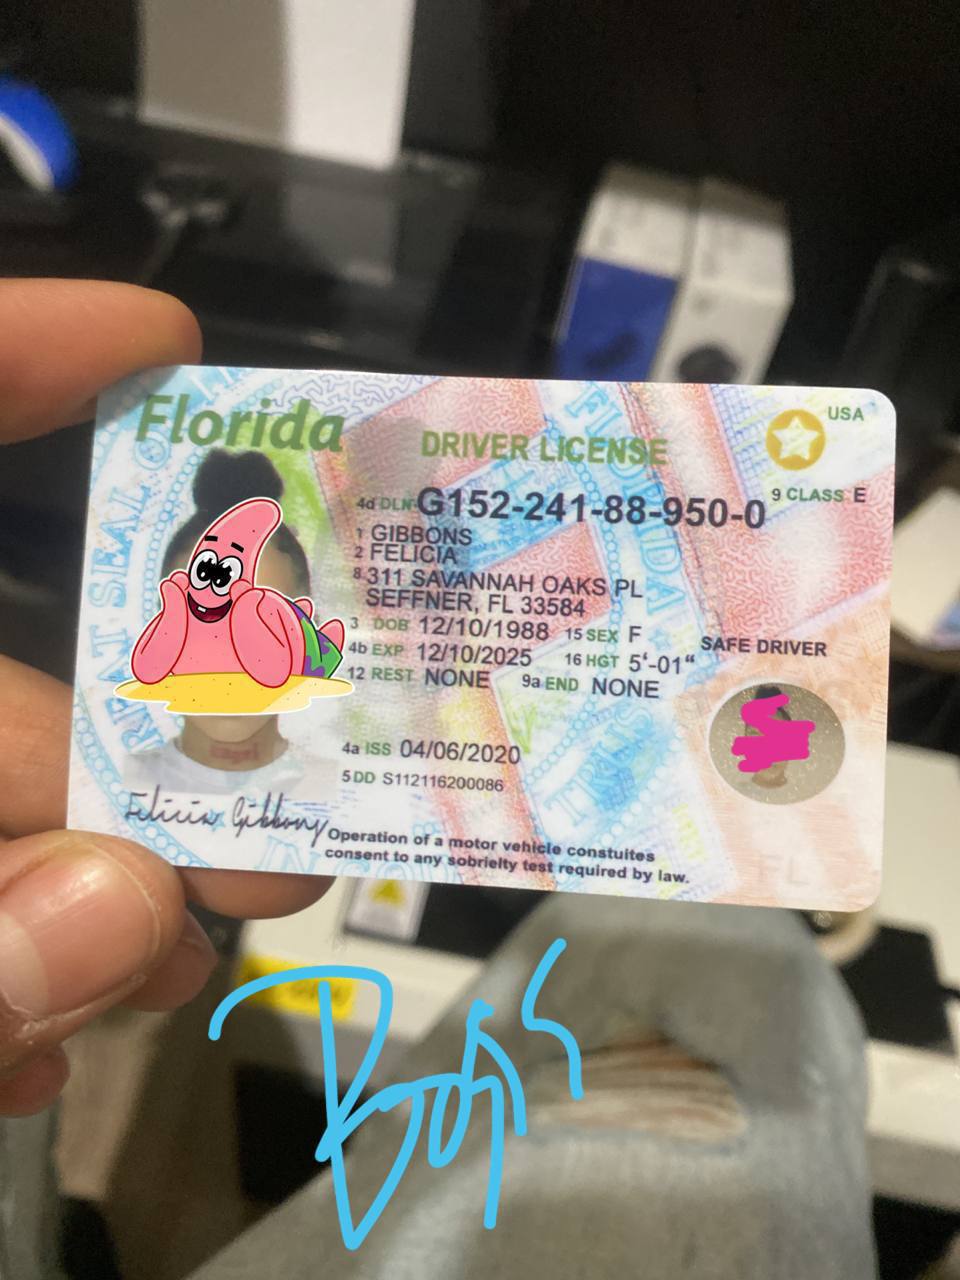 Florida
DRIVER LICENSE
USA
4d DLN G152-241-88-950-0
9 CLASS E
1 GIBBONS
2 FELICIA
8 311 SAVANNAH OAKS PL
SEFFNER, FL 33584
3 DOB 12/10/1988 15 SEX F
SAFE DRIVER
4b EXP 12/10/2025 16 HGT 5‘-01“
12 REST NONE 9a END NONE
4a ISS 04/06/2020
5 DD S112116200086
Felicia Gibbons
Operation of a motor vehicle constuites
consent to any sobrielty test required by law.
FL